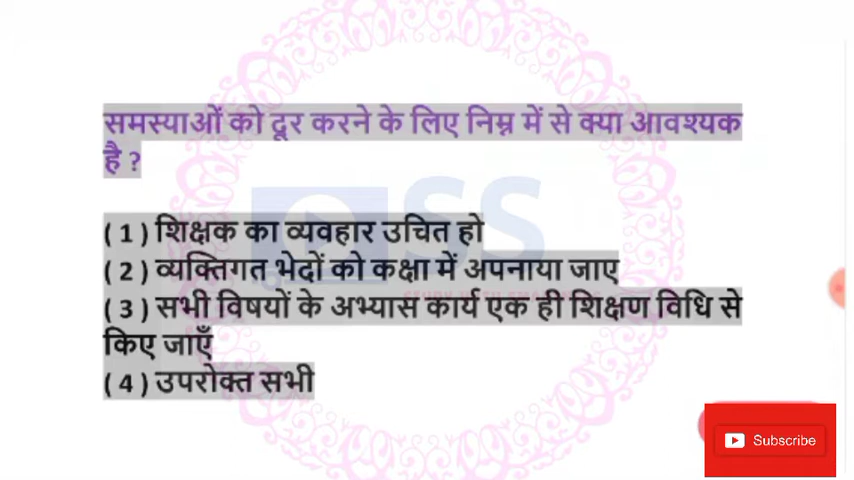 समस्याओं को दूर करने के लिए निम्न में से क्या आवश्यक
है ?
( 1 ) शिक्षक का व्यवहार उचित हो
( 2 ) व्यक्तिगत भेदों को कक्षा में अपनाया जाए
( 3 ) सभी विषयों के अभ्यास कार्य एक ही शिक्षण विधि से
किए जाएँ
( 4 ) उपरोक्त सभी
SS
Subscribe